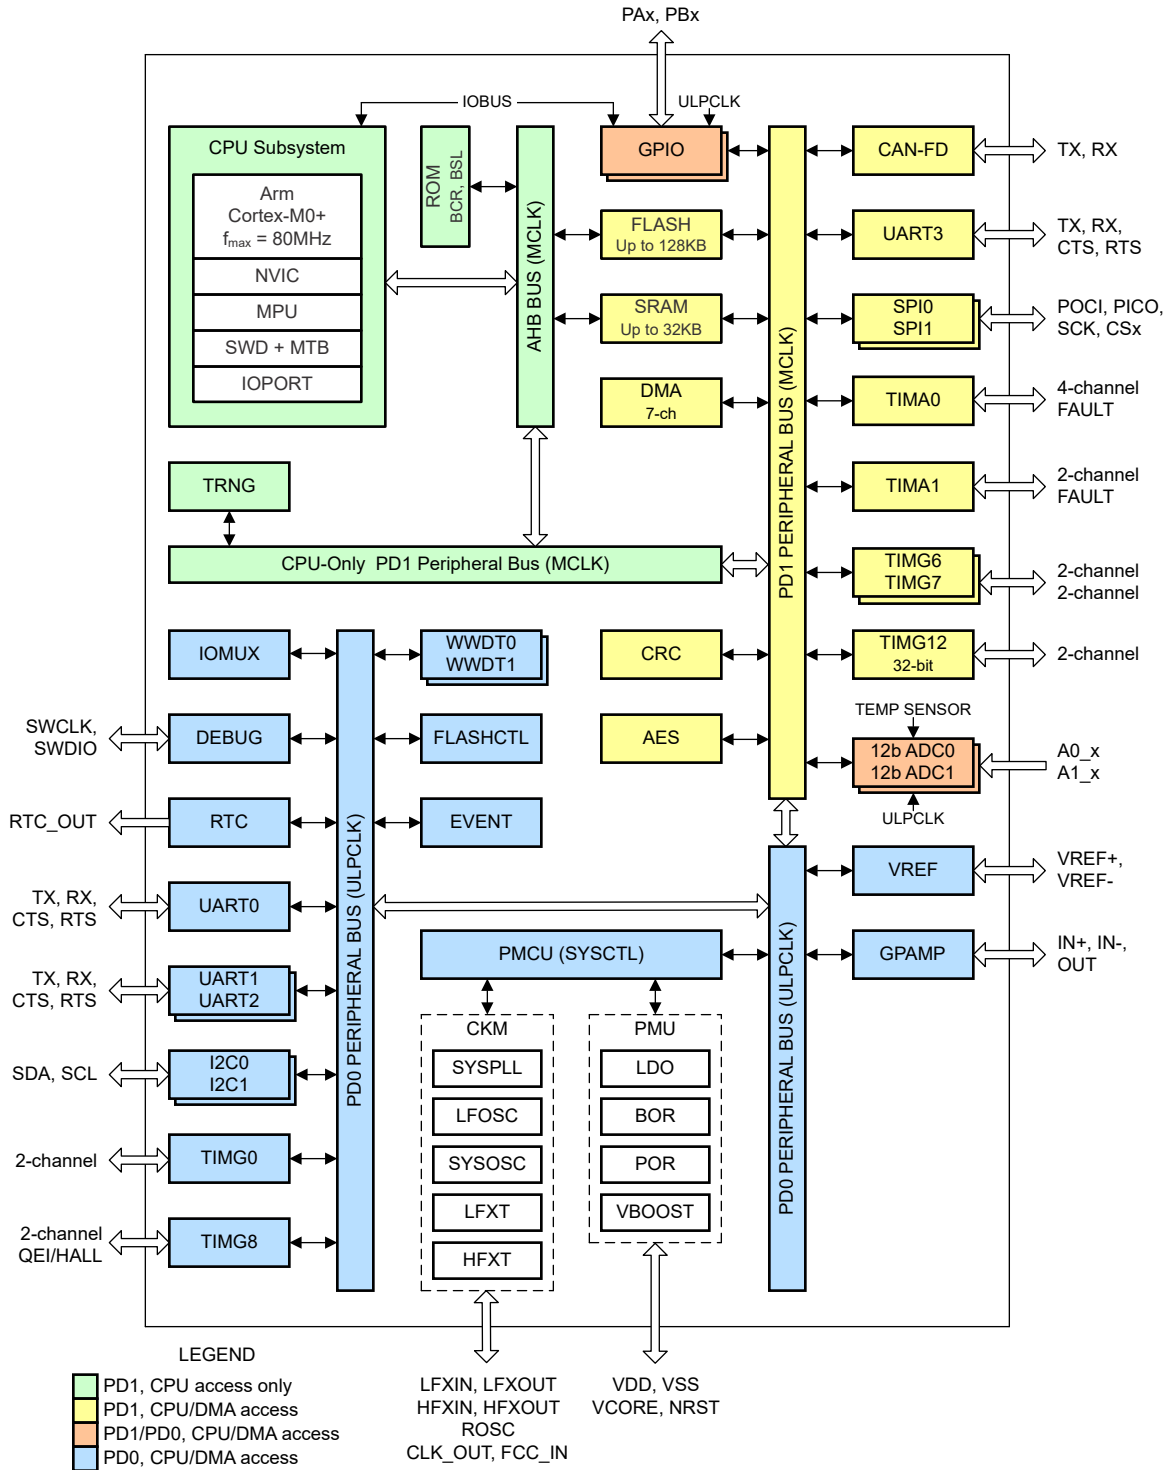 PAx, PBx
IOBUS
ULPCLK
CPU Subsystem
Arm
Cortex-M0+
fmax = 80MHz
NVIC
MPU
SWD + MTB
IOPORT
ROM
BCR, BSL
AHB BUS (MCLK)
GPIO
FLASH
Up to 128KB
SRAM
Up to 32KB
DMA
7-ch
PD1 PERIPHERAL BUS (MCLK)
CAN-FD
TX, RX
UART3
TX, RX,
CTS, RTS
SPI0
SPI1
POCI, PICO,
SCK, CSx
TIMA0
4-channel
FAULT
TIMA1
2-channel
FAULT
TIMG6
TIMG7
2-channel
2-channel
TIMG12
32-bit
2-channel
TEMP SENSOR
12b ADC0
12b ADC1
A0_x
A1_x
ULPCLK
TRNG
CPU-Only PD1 Peripheral Bus (MCLK)
CRC
AES
IOMUX
WWDT0
WWDT1
SWCLK,
SWDIO
DEBUG
FLASHCTL
RTC_OUT
RTC
EVENT
PD0 PERIPHERAL BUS (ULPCLK)
TX, RX,
CTS, RTS
UART0
TX, RX,
CTS, RTS
UART1
UART2
SDA, SCL
I2C0
I2C1
2-channel
TIMG0
2-channel
QEI/HALL
TIMG8
PMCU (SYSCTL)
CKM
SYSPLL
LFOSC
SYSOSC
LFXT
HFXT
PMU
LDO
BOR
POR
VBOOST
PD0 PERIPHERAL BUS (ULPCLK)
VREF
VREF+,
VREF-
GPAMP
IN+, IN-,
OUT
LEGEND
PD1, CPU access only
PD1, CPU/DMA access
PD1/PD0, CPU/DMA access
PD0, CPU/DMA access
LFXIN, LFXOUT
HFXIN, HFXOUT
ROSC
CLK_OUT, FCC_IN
VDD, VSS
VCORE, NRST